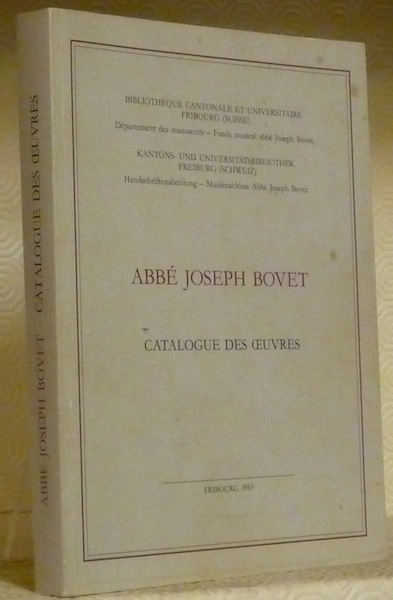 BIBLIOTHÈQUE CANTONALE ET UNIVERSITAIRE
FRIBOURG (SUISSE)
Département des manuscrits – Fonds musical abbé Joseph Bovet
KANTONS- UND UNIVERSITÄTSBIBLIOTHEK
FREIBURG (SCHWEIZ)
Handschriftenabteilung – Musiknachlass Abbé Joseph Bovet
ABBÉ JOSEPH BOVET
CATALOGUE DES ŒUVRES
FRIBOURG 1983
ABBÉ JOSEPH BOVET · CATALOGUE DES ŒUVRES